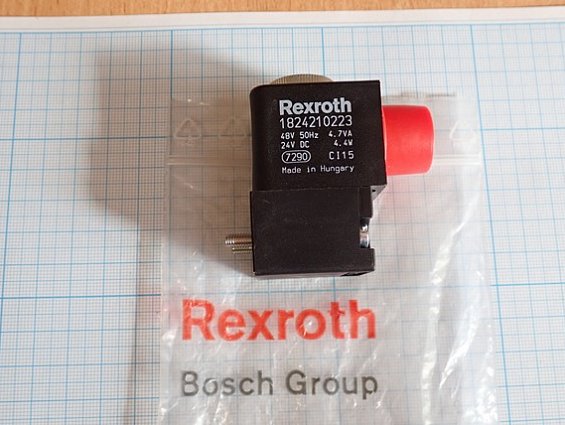 Rexroth
1824210223
48V 50Hz 4.7VA
24V DC 4.4W
7290 CI15
Made in Hungary
Rexroth
Bosch Group